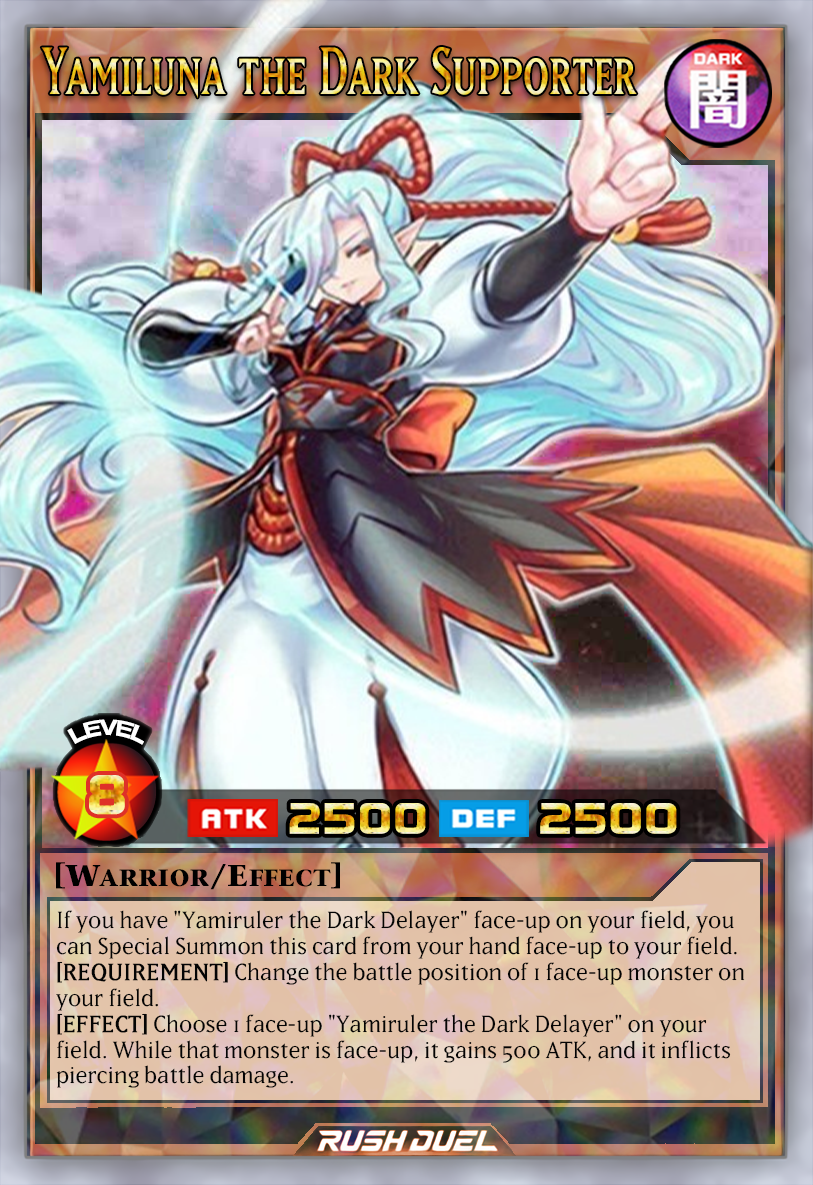 Yamiluna the Dark Supporter
DARK
闇
LEVEL
8
ATK 2500 DEF 2500
[Warrior/Effect]
If you have "Yamiruler the Dark Delayer" face-up on your field, you
can Special Summon this card from your hand face-up to your field.
[REQUIREMENT] Change the battle position of 1 face-up monster on
your field.
[EFFECT] Choose 1 face-up "Yamiruler the Dark Delayer" on your
field. While that monster is face-up, it gains 500 ATK, and it inflicts
piercing battle damage.
RUSH DUEL